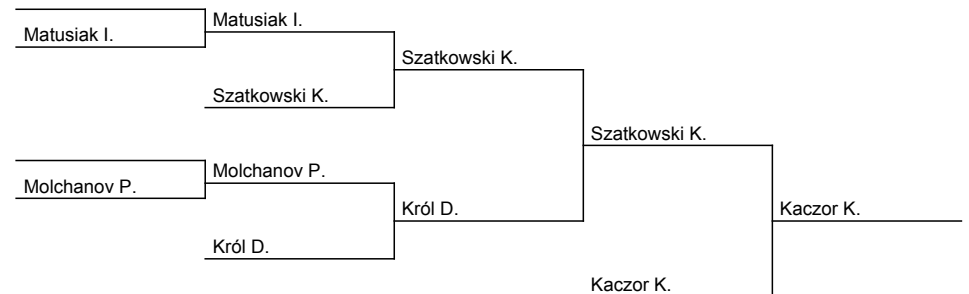 Matusiak I.
Matusiak I.
Szatkowski K.
Szatkowski K.
Szatkowski K.
Molchanov P.
Molchanov P.
Król D.
Kaczor K.
Król D.
Kaczor K.